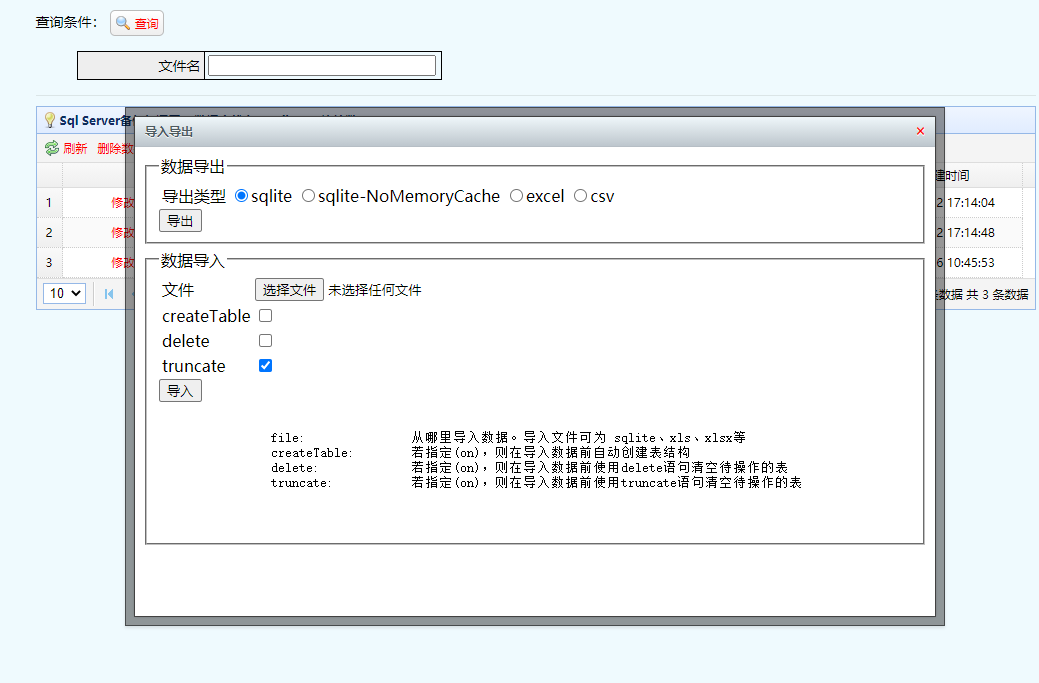 查询条件： 查询
文件名
Sql Server备
导入导出
刷新 删除数
数据导出
建时间
导出类型 sqlite sqlite-NoMemoryCache excel csv
1 修改 2 17:14:04
导出
2 修改 2 17:14:48
数据导入
3 修改 6 10:45:53
文件 选择文件 未选择任何文件
10 条数据 共 3 条数据
createTable
delete
truncate
导入
file: 从哪里导入数据。导入文件可为 sqlite、xls、xlsx等
createTable: 若指定(on)，则在导入数据前自动创建表结构
delete: 若指定(on)，则在导入数据前使用delete语句清空待操作的表
truncate: 若指定(on)，则在导入数据前使用truncate语句清空待操作的表